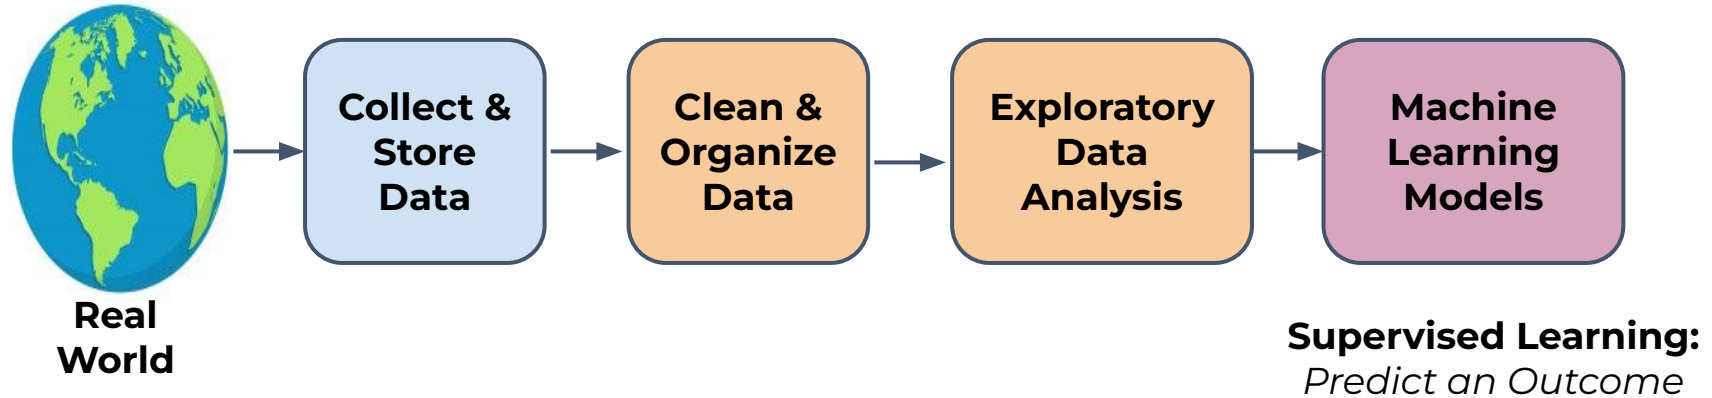 Real
World
Collect &
Store
Data
Clean &
Organize
Data
Exploratory
Data
Analysis
Machine
Learning
Models
Supervised Learning:
Predict an Outcome